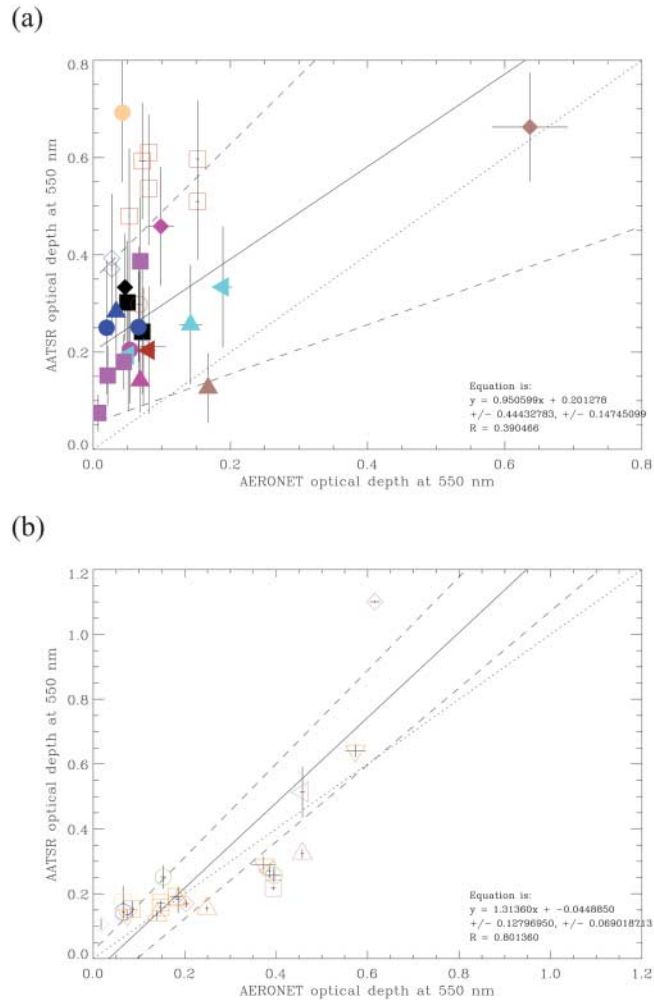 (a)
0.8
0.6
0.4
0.2
0.0
AATSR optical depth at 550 nm
Equation is:
y = 0.950599x + 0.201278
+/- 0.44432783, +/- 0.14745099
R = 0.390466
0.0 0.2 0.4 0.6 0.8
AERONET optical depth at 550 nm
(b)
1.2
1.0
0.8
0.6
0.4
0.2
0.0
AATSR optical depth at 550 nm
Equation is:
y = 1.31360x + -0.0448850
+/- 0.12796950, +/- 0.069018713
R = 0.801360
0.0 0.2 0.4 0.6 0.8 1.0 1.2
AERONET optical depth at 550 nm